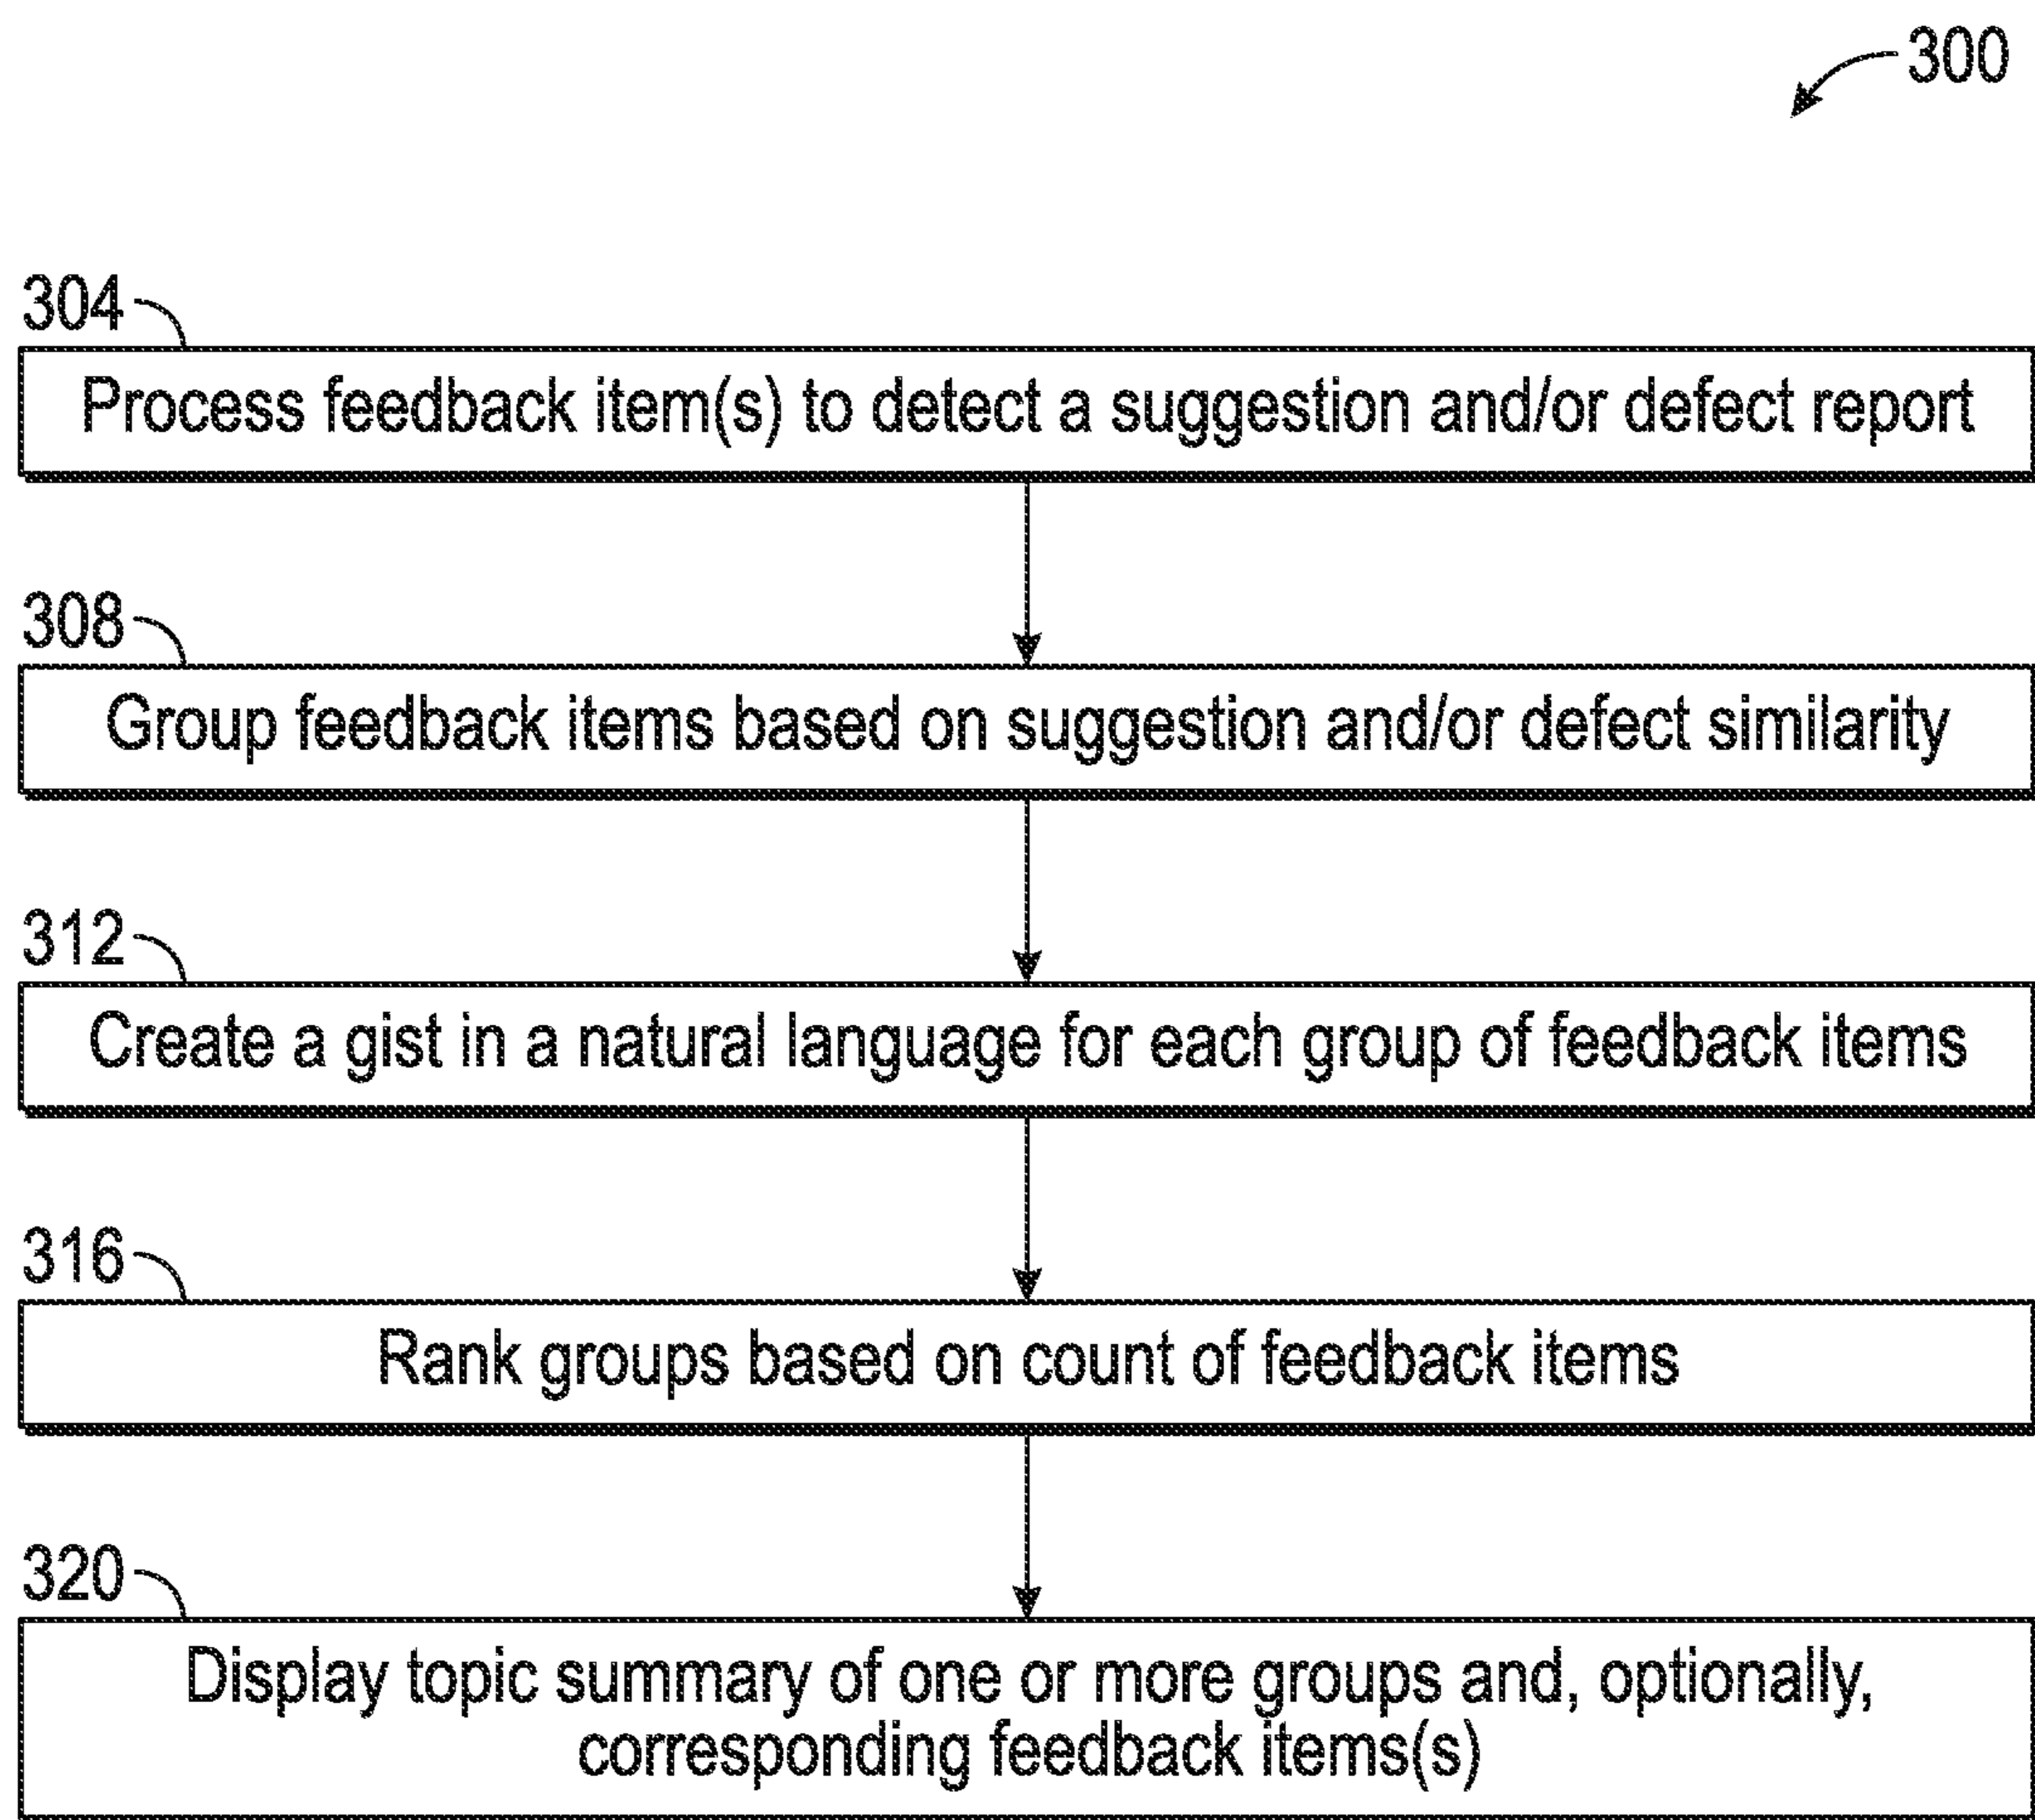 300
304
Process feedback item(s) to detect a suggestion and/or defect report
308
Group feedback items based on suggestion and/or defect similarity
312
Create a gist in a natural language for each group of feedback items
316
Rank groups based on count of feedback items
320
Display topic summary of one or more groups and, optionally,
corresponding feedback items(s)